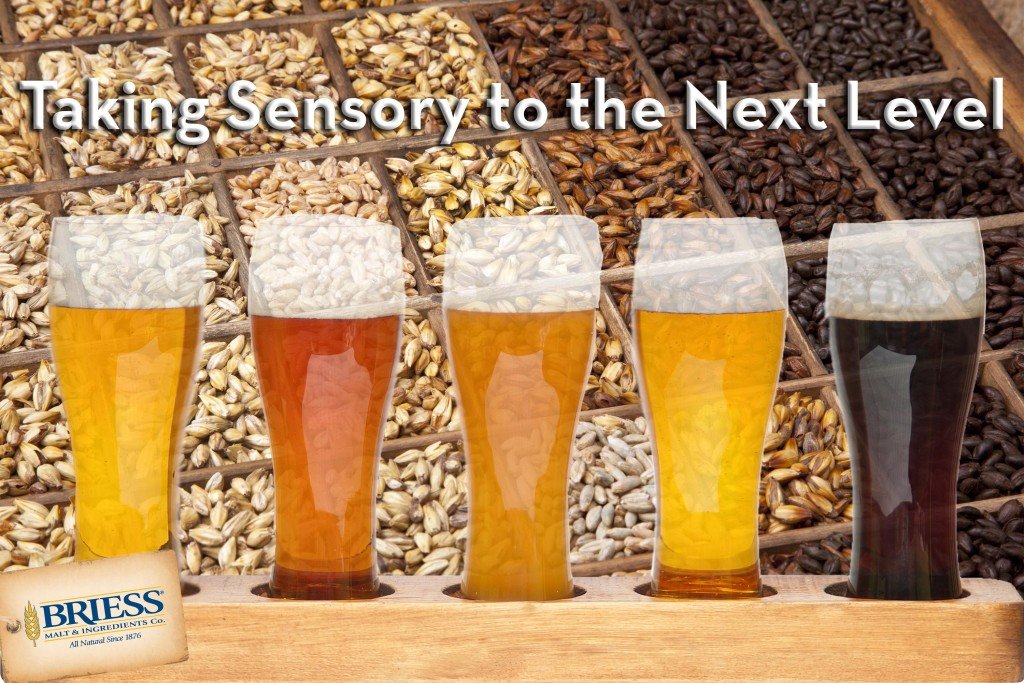 Taking Sensory to the Next Level
BRIESS®
MALT & INGREDIENTS Co.
All Natural Since 1876